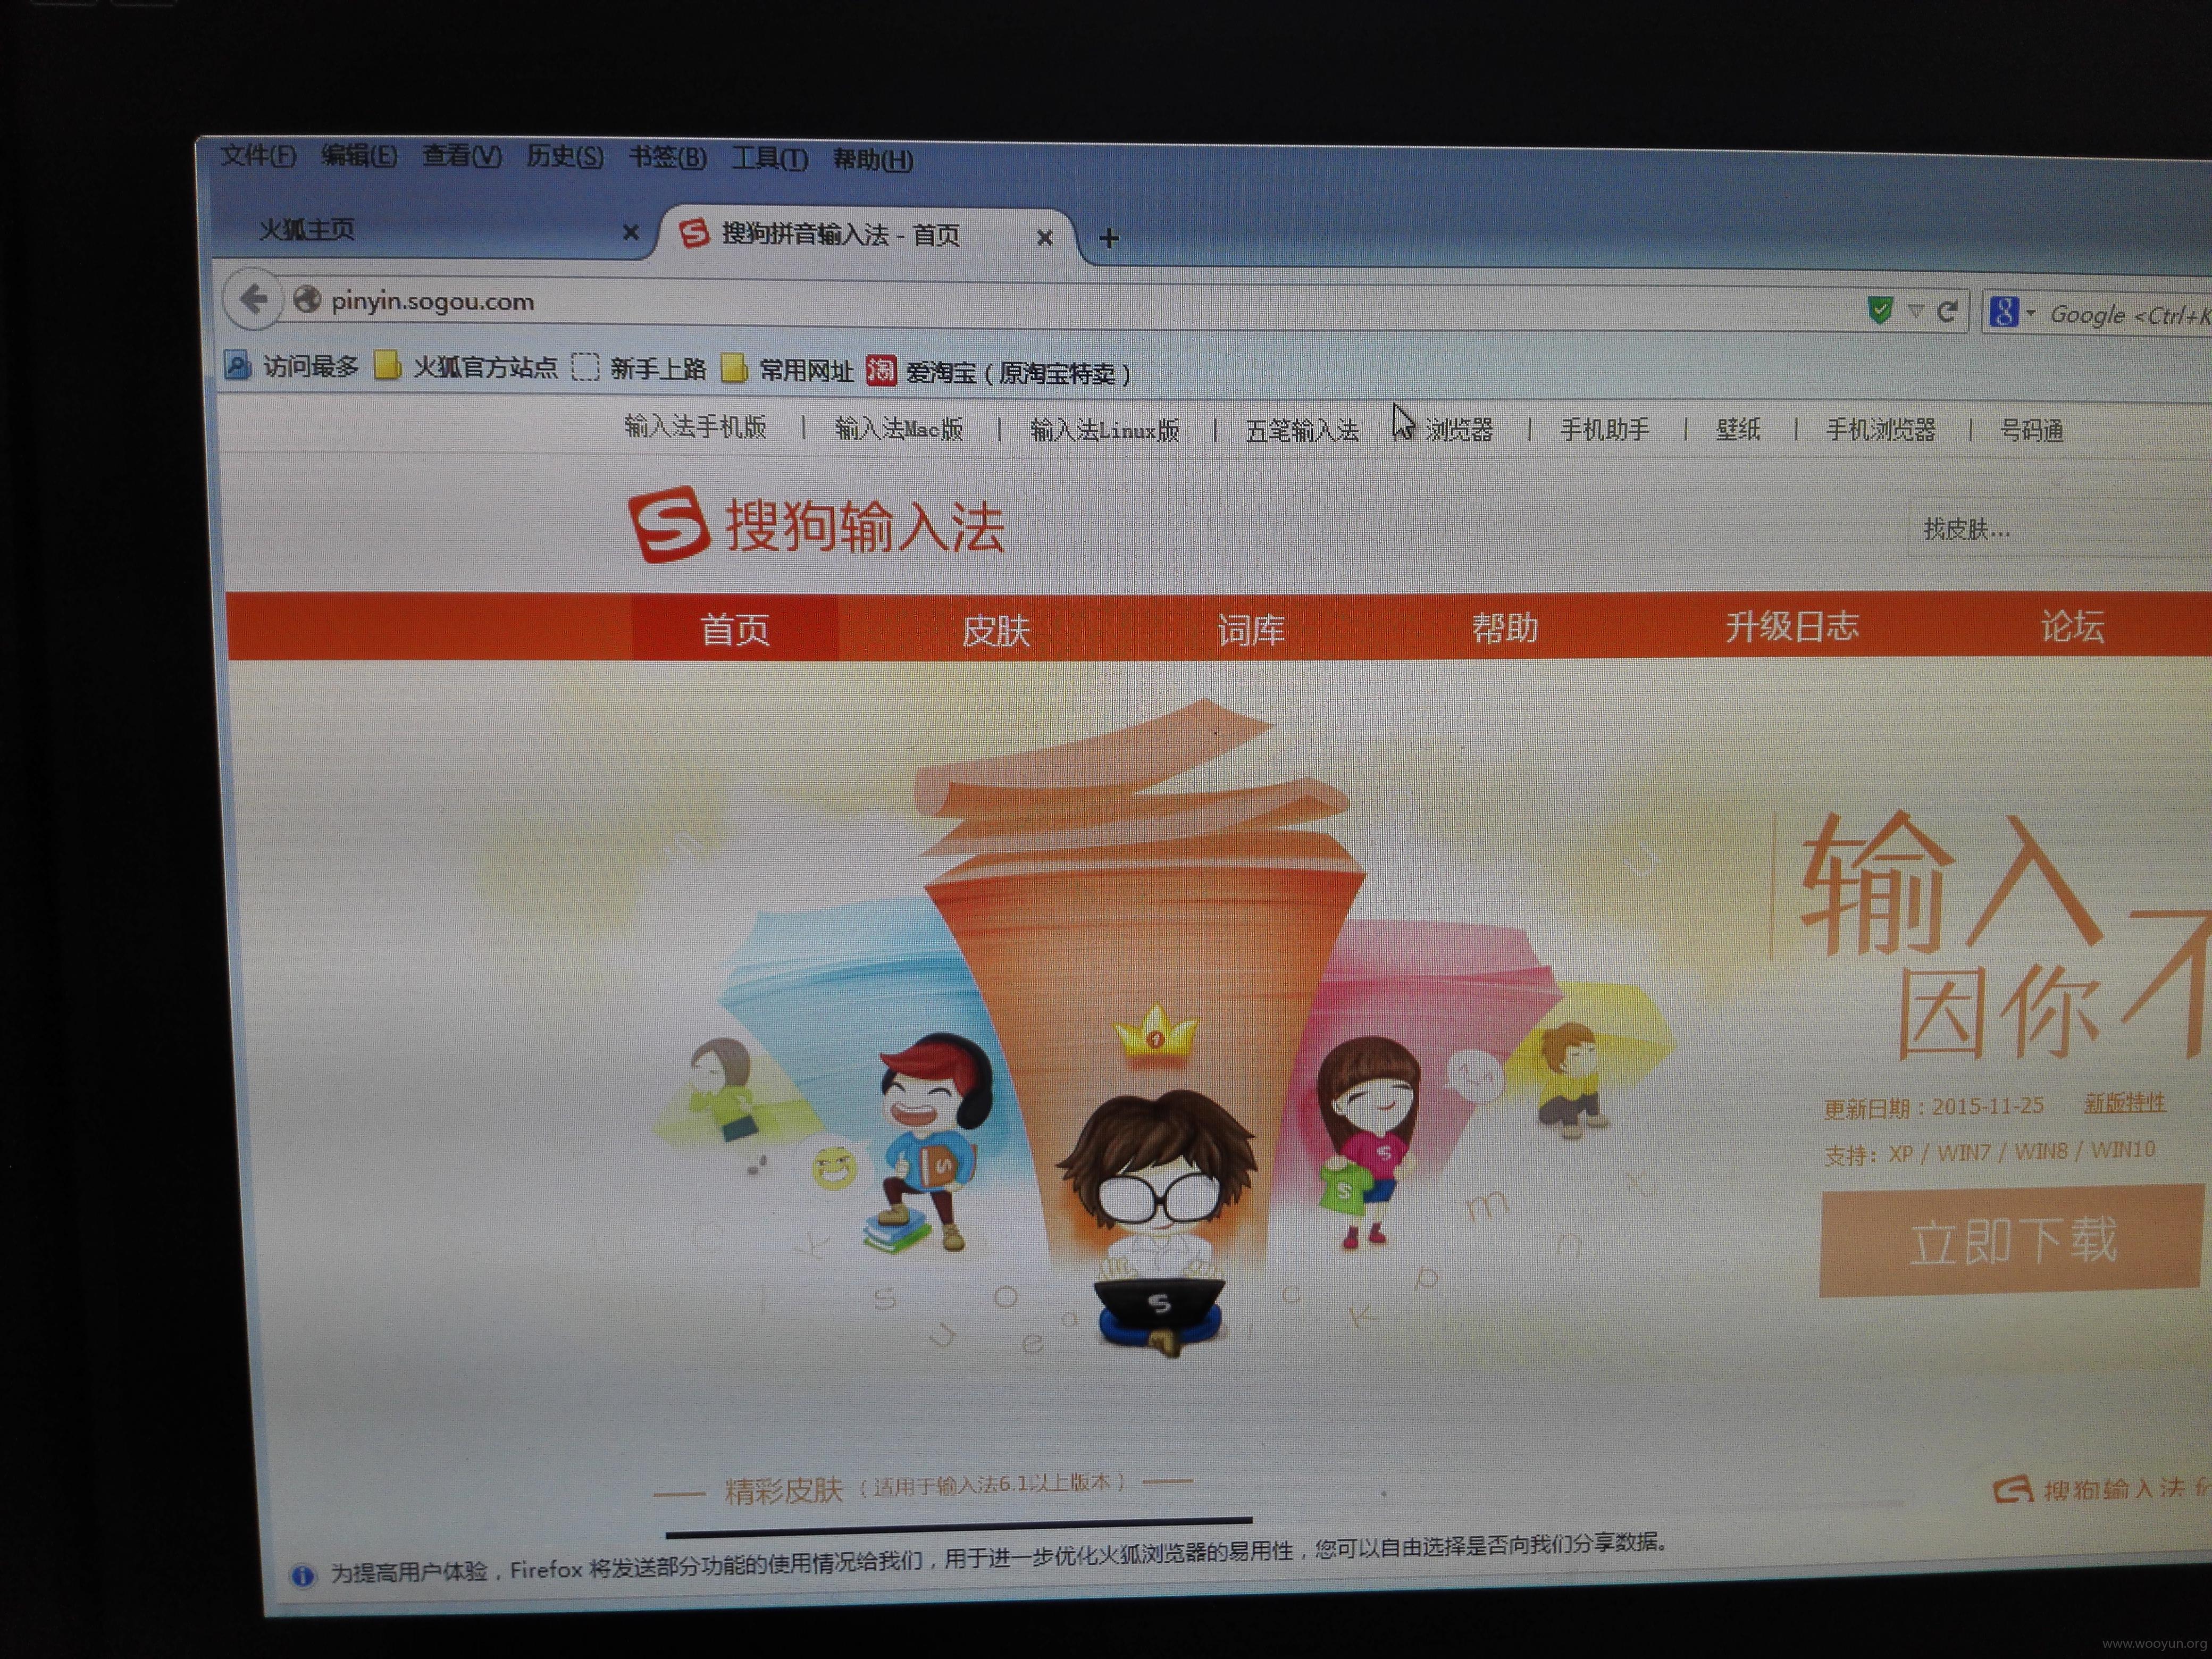 文件(F) 编辑(E) 查看(V) 历史(S) 书签(B) 工具(T) 帮助(H)
火狐主页 搜狗拼音输入法 - 首页
pinyin.sogou.com Google <Ctrl+K
访问最多 火狐官方站点 新手上路 常用网址 爱淘宝（原淘宝特卖）
输入法手机版 | 输入法Mac版 | 输入法Linux版 | 五笔输入法 浏览器 | 手机助手 | 壁纸 | 手机浏览器 | 号码通
搜狗输入法
找皮肤...
首页 皮肤 词库 帮助 升级日志 论坛
输入不
因你
更新日期：2015-11-25 新版特性
支持：XP / WIN7 / WIN8 / WIN10
立即下载
精彩皮肤（适用于输入法6.1以上版本）
搜狗输入法
为提高用户体验，Firefox 将发送部分功能的使用情况给我们，用于进一步优化火狐浏览器的易用性，您可以自由选择是否向我们分享数据。
www.wooyun.org